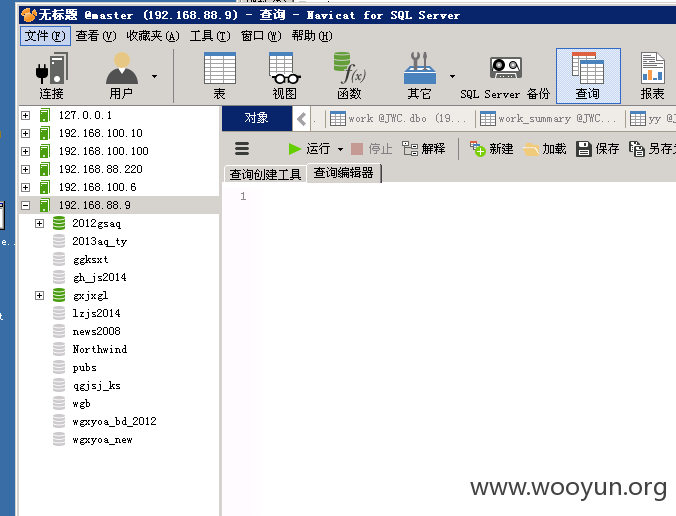 无标题 @master (192.168.88.9) - 查询 - Navicat for SQL Server
文件(F) 查看(V) 收藏夹(A) 工具(T) 窗口(W) 帮助(H)
连接 用户 表 视图 函数 其它 SQL Server 备份 查询 报表
f(x)
127.0.0.1
192.168.100.10
192.168.100.100
192.168.88.220
192.168.100.6
192.168.88.9
2012gsaq
2013aq_ty
ggksxt
gh_js2014
gxjxgl
lzjs2014
news2008
Northwind
pubs
qgjsj_ks
wgb
wgxyoa_bd_2012
wgxyoa_new
对象 work @JWC.dbo (19... work_summary @JWC... yy @J
运行 停止 解释 新建 加载 保存 另存
查询创建工具 查询编辑器
1
e..
t
www.wooyun.org